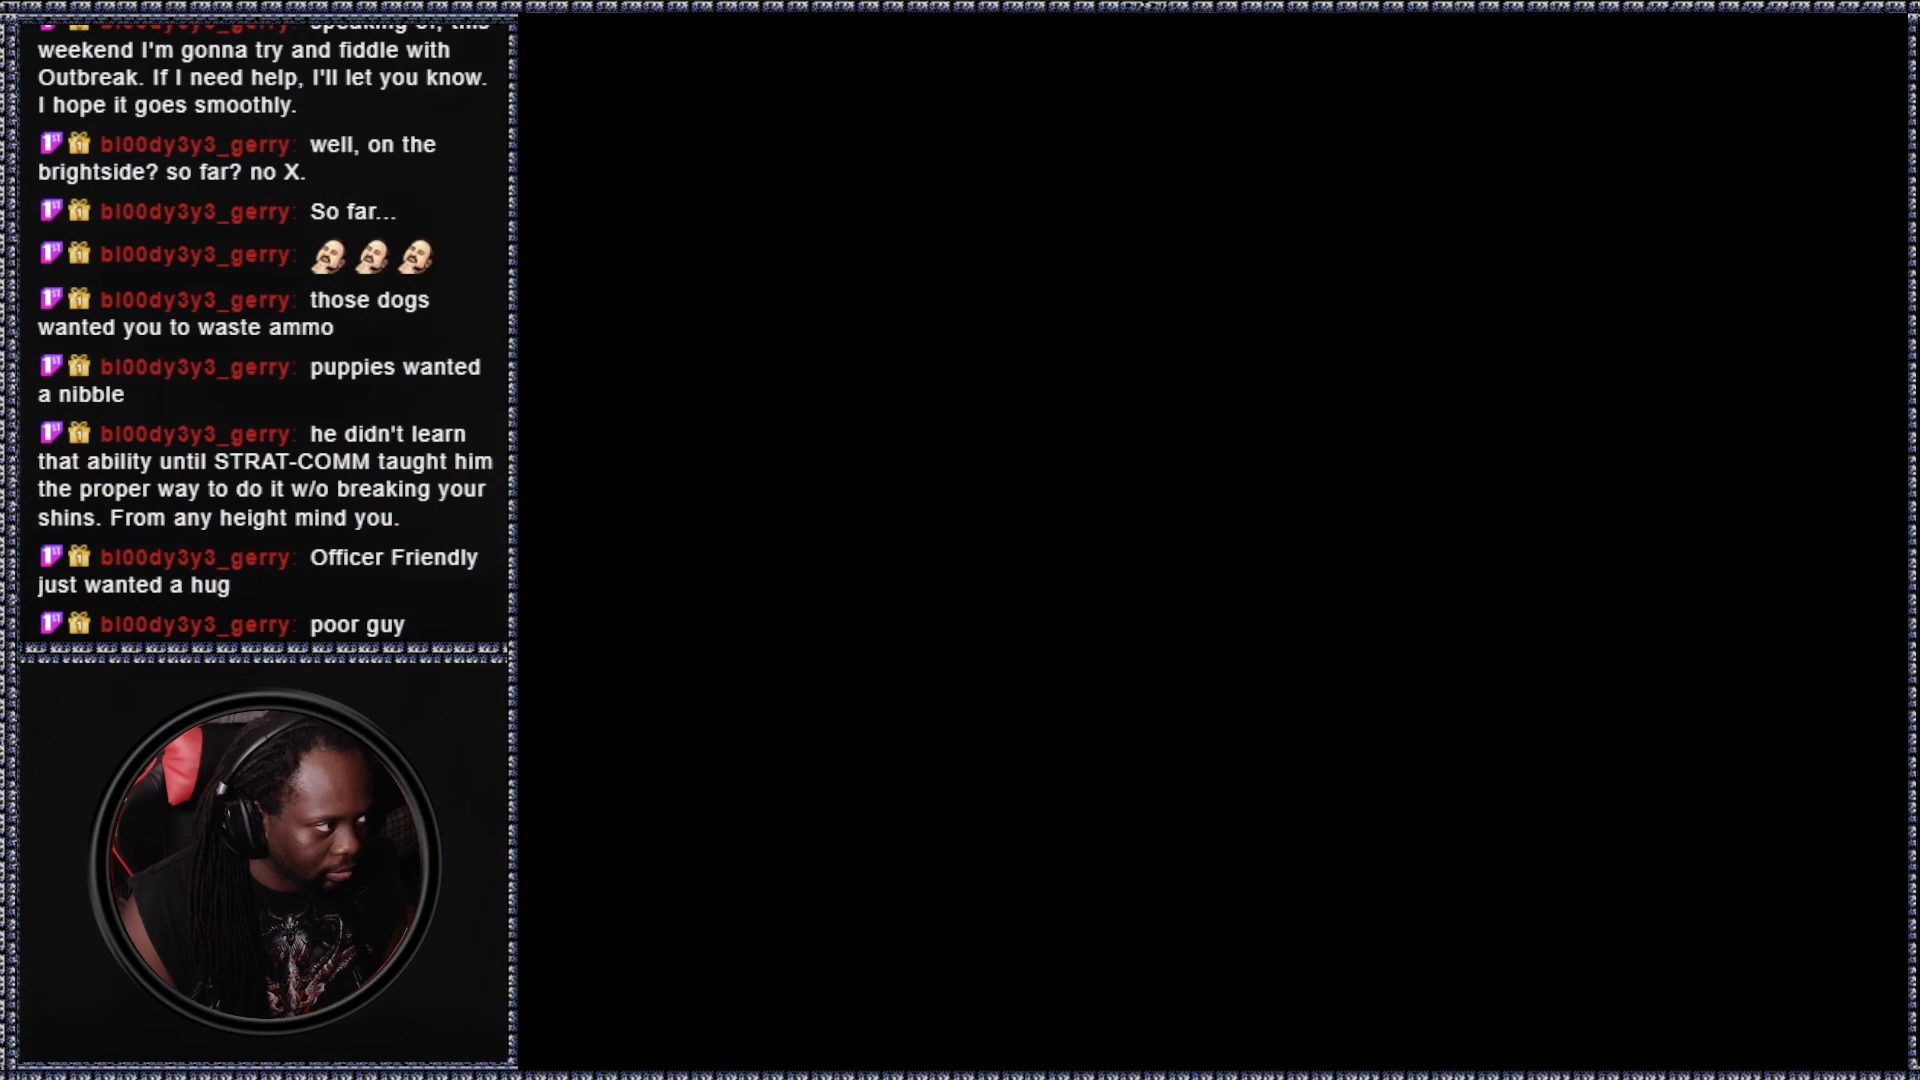 bl00dy3y3_gerry: speaking of, this
weekend I'm gonna try and fiddle with
Outbreak. If I need help, I'll let you know.
I hope it goes smoothly.
bl00dy3y3_gerry: well, on the
brightside? so far? no X.
bl00dy3y3_gerry: So far...
bl00dy3y3_gerry:
bl00dy3y3_gerry: those dogs
wanted you to waste ammo
bl00dy3y3_gerry: puppies wanted
a nibble
bl00dy3y3_gerry: he didn't learn
that ability until STRAT-COMM taught him
the proper way to do it w/o breaking your
shins. From any height mind you.
bl00dy3y3_gerry: Officer Friendly
just wanted a hug
bl00dy3y3_gerry: poor guy